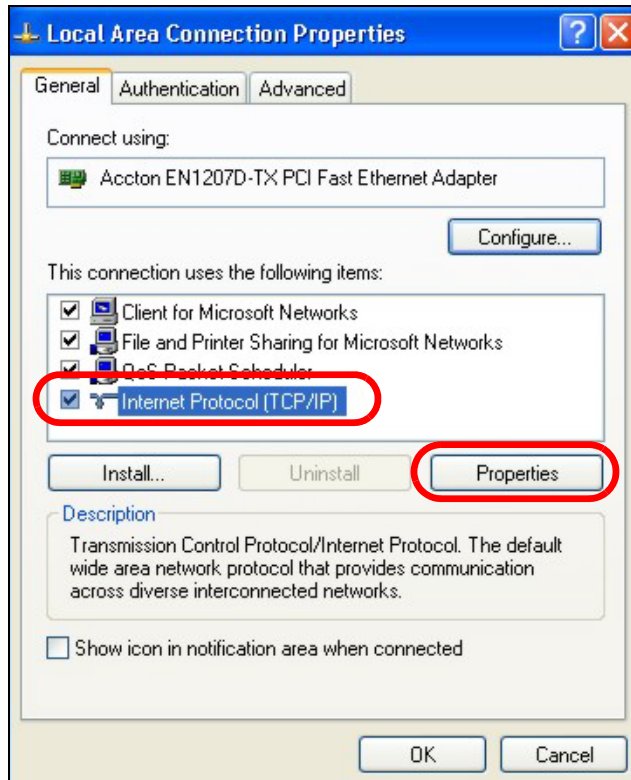 Local Area Connection Properties
General
Authentication
Advanced
Connect using:
Accton EN1207D-TX PCI Fast Ethernet Adapter
Configure...
This connection uses the following items:
Client for Microsoft Networks
File and Printer Sharing for Microsoft Networks
QoS Packet Scheduler
Internet Protocol (TCP/IP)
Install...
Uninstall
Properties
Description
Transmission Control Protocol/Internet Protocol. The default
wide area network protocol that provides communication
across diverse interconnected networks.
Show icon in notification area when connected
OK
Cancel